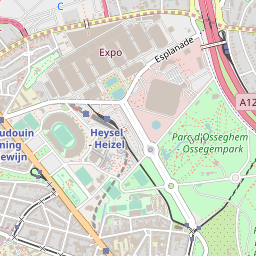 C
Expo
Esplanade
A12
Parc d'Osseghem
Ossegempark
Heysel
- Heizel
udouin
ning
ewijn